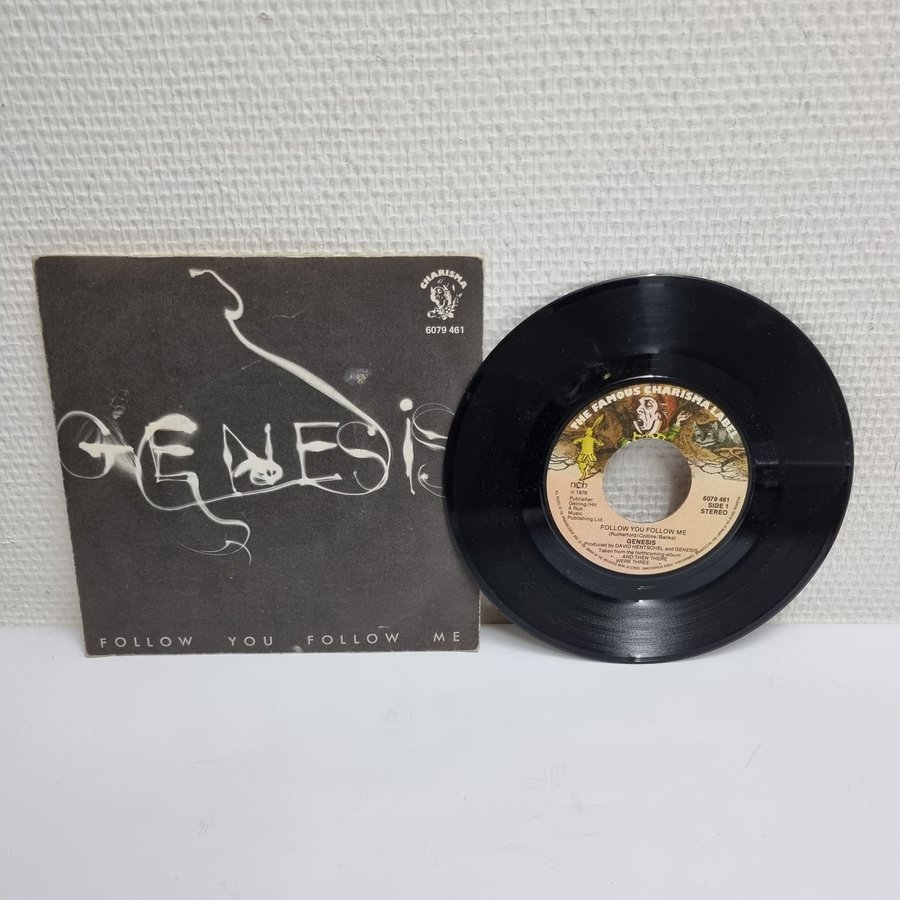 CHARISMA
6079 461
GENESIS
FOLLOW YOU FOLLOW ME
THE FAMOUS CHARISMA LABEL
ncb
℗ 1978
Publisher:
Gelring/Hit
& Run
Music
Publishing Ltd.
6079 461
SIDE 1
STEREO
FOLLOW YOU FOLLOW ME
(Rutherford/Collins/Banks)
GENESIS
Produced by DAVID HENTSCHEL and GENESIS
Taken from the forthcoming album
AND THEN THERE
WERE THREE...